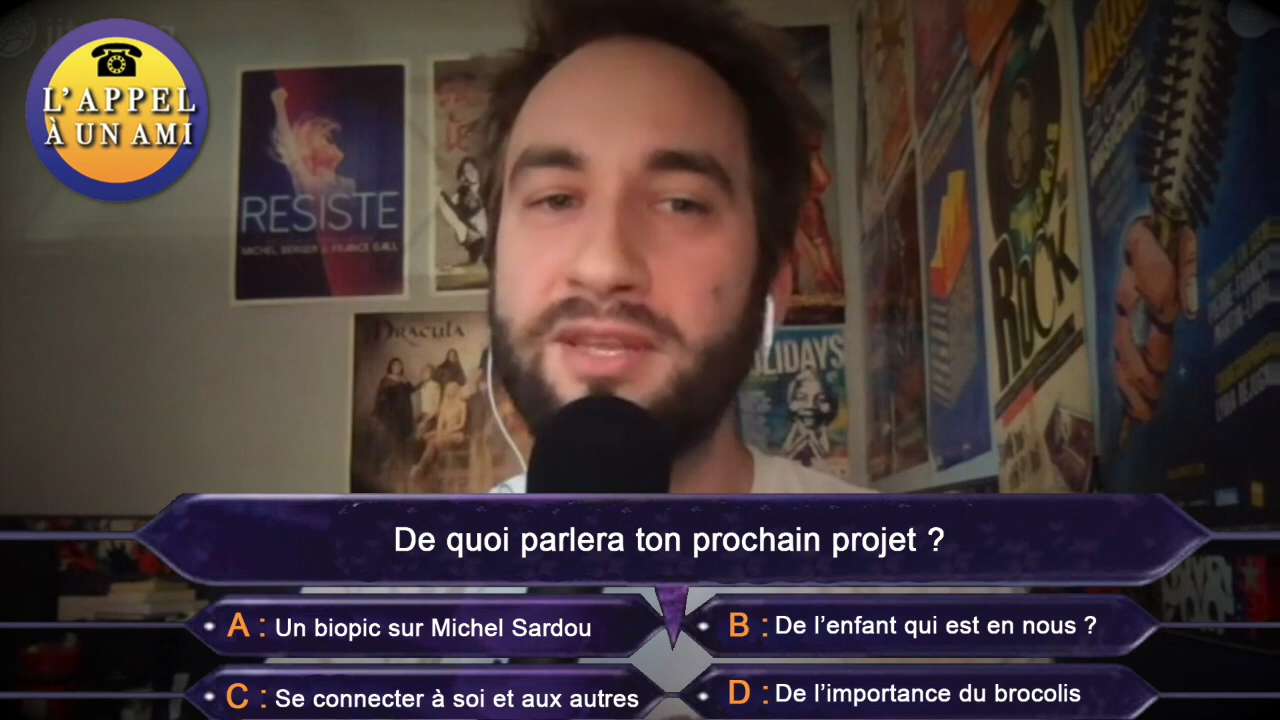 L'APPEL
À UN AMI
RESISTE
MICHEL BERGER & FRANCE GALL
DRACULA
LIDAYS
ROCK
De quoi parlera ton prochain projet ?
A : Un biopic sur Michel Sardou
B : De l'enfant qui est en nous ?
C : Se connecter à soi et aux autres
D : De l'importance du brocolis